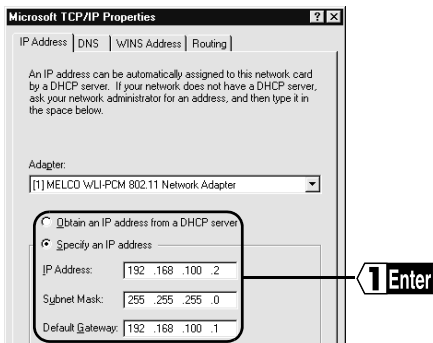 Microsoft TCP/IP Properties
IP Address DNS WINS Address Routing
An IP address can be automatically assigned to this network card
by a DHCP server. If your network does not have a DHCP server,
ask your network administrator for an address, and then type it in
the space below.
Adapter:
[1] MELCO WLI-PCM 802.11 Network Adapter
Obtain an IP address from a DHCP server
Specify an IP address
IP Address: 192 .168 .100 .2
1 Enter
Subnet Mask: 255 .255 .255 .0
Default Gateway: 192 .168 .100 .1